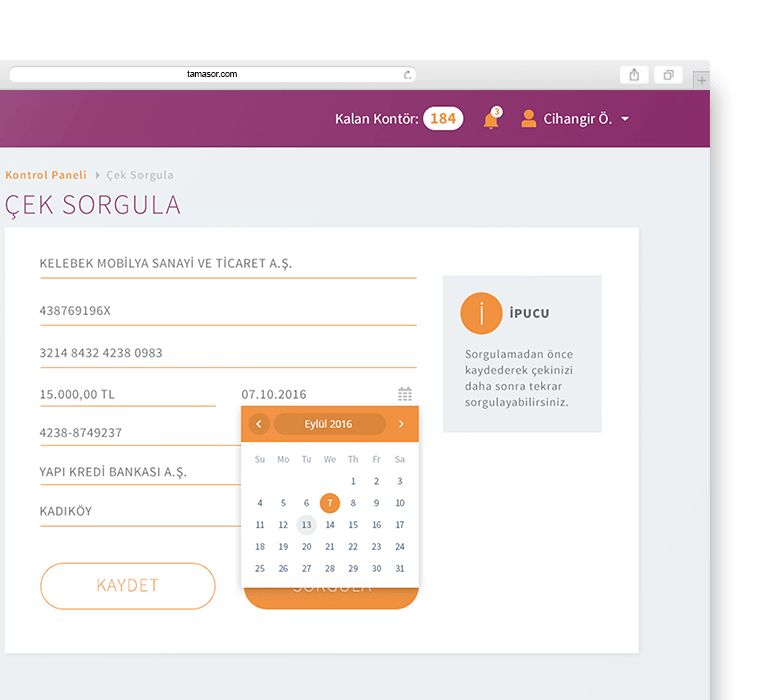 tamasor.com
Kalan Kontör: 184 3 Cihangir Ö.
Kontrol Paneli Çek Sorgula
ÇEK SORGULA
KELEBEK MOBİLYA SANAYİ VE TİCARET A.Ş.
438769196X
3214 8432 4238 0983
15.000,00 TL 07.10.2016
4238-8749237
YAPI KREDİ BANKASI A.Ş.
KADIKÖY
Eylül 2016
Su Mo Tu We Th Fr Sa
1 2 3
4 5 6 7 8 9 10
11 12 13 14 15 16 17
18 19 20 21 22 23 24
25 26 27 28 29 30 31
KAYDET SORGULA
i İPUCU
Sorgulamadan önce
kaydederek çekinizi
daha sonra tekrar
sorgulayabilirsiniz.